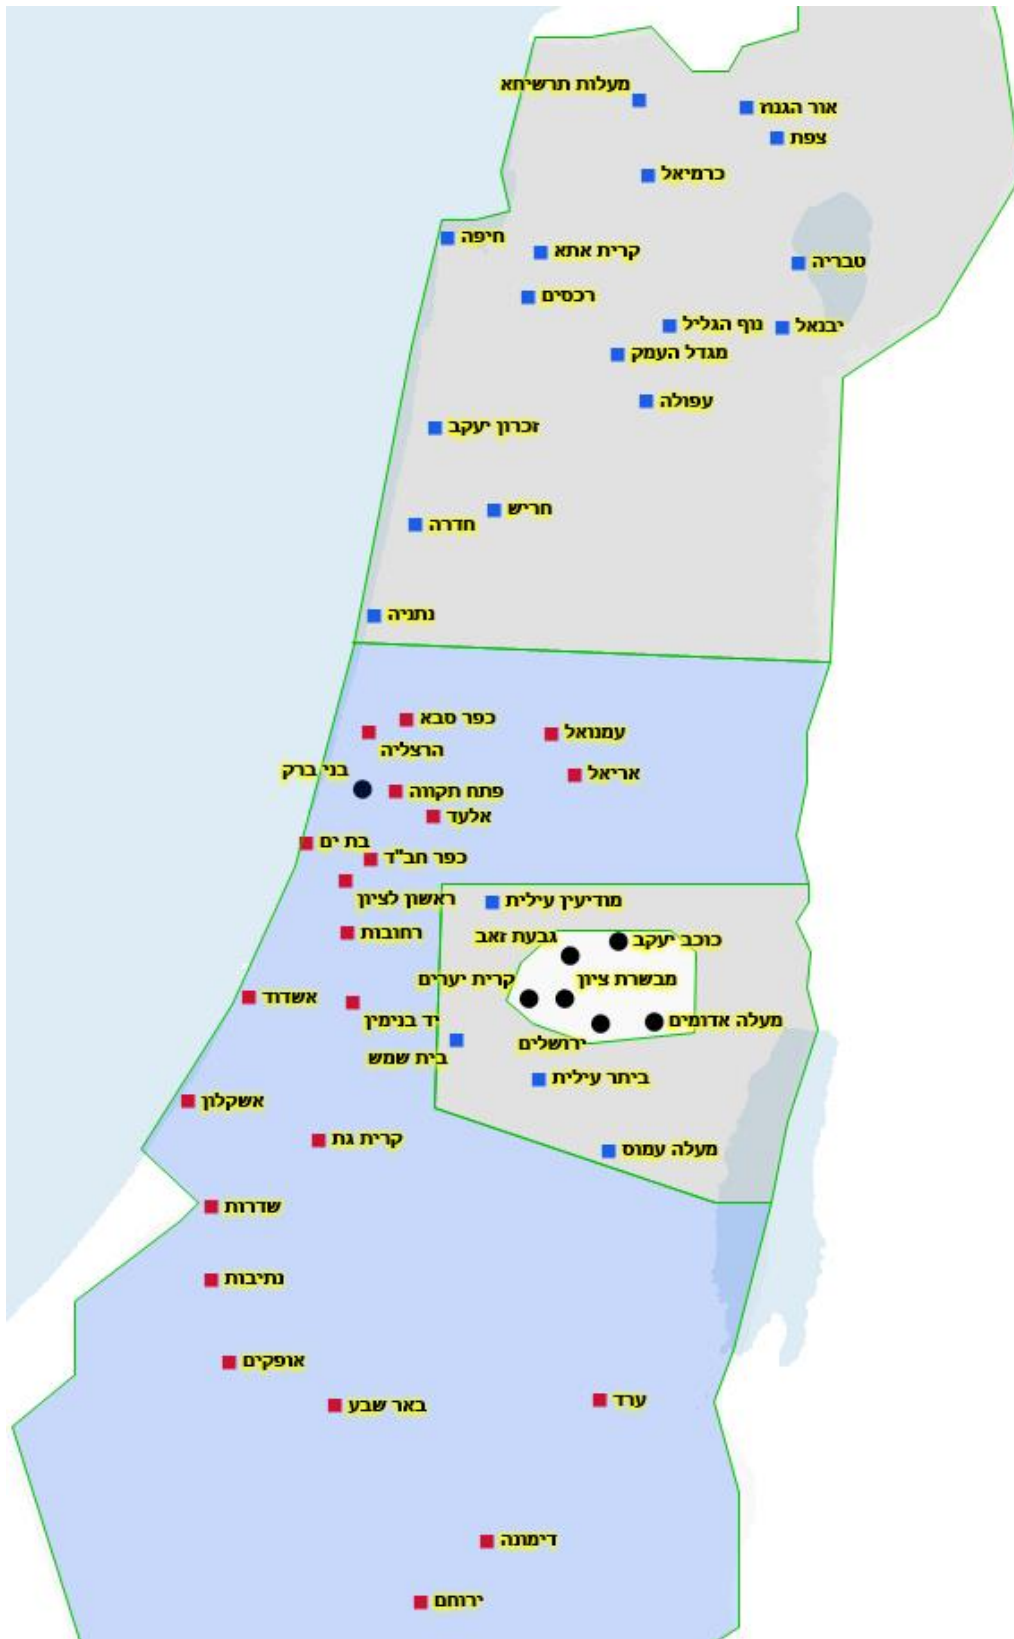 מעלות תרשיחא
אור הגנוז
צפת
כרמיאל
חיפה
קרית אתא
טבריה
רכסים
נוף הגליל
יבנאל
מגדל העמק
עפולה
זכרון יעקב
חריש
חדרה
נתניה
כפר סבא
עמנואל
הרצליה
בני ברק
אריאל
פתח תקווה
אלעד
בת ים
כפר חב"ד
ראשון לציון
מודיעין עילית
רחובות
גבעת זאב
כוכב יעקב
קרית יערים
מבשרת ציון
אשדוד
יד בנימין
מעלה אדומים
ירושלים
בית שמש
ביתר עילית
אשקלון
קרית גת
מעלה עמוס
שדרות
נתיבות
אופקים
באר שבע
ערד
דימונה
ירוחם